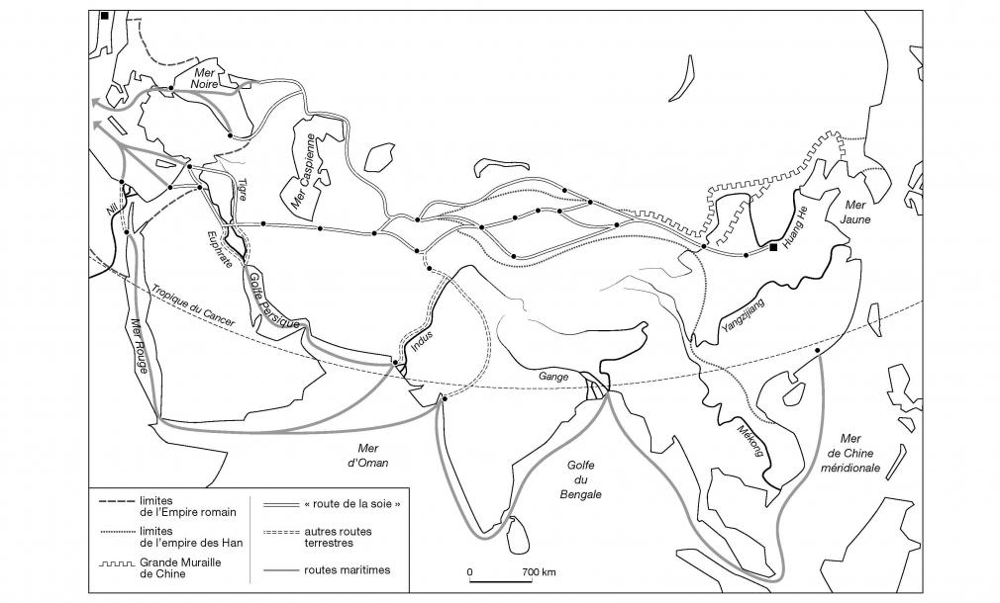 Mer
Noire
Mer Caspienne
Tigre
Nil
Euphrate
Golfe Persique
Tropique du Cancer
Mer Rouge
Indus
Gange
Huang He
Mer
Jaune
Yangzijiang
Mékong
Mer
d'Oman
Golfe
du
Bengale
Mer
de Chine
méridionale
limites
de l'Empire romain
limites
de l'empire des Han
Grande Muraille
de Chine
« route de la soie »
autres routes
terrestres
routes maritimes
0 700 km